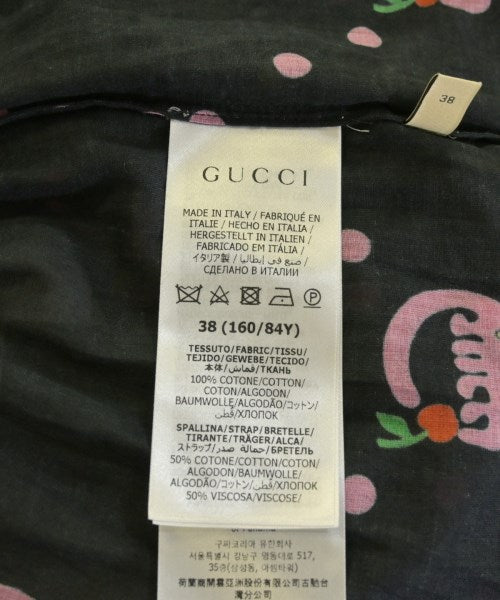 38
GUCCI
MADE IN ITALY / FABRIQUÉ EN
ITALIE / HECHO EN ITALIA /
HERGESTELLT IN ITALIEN /
FABRICADO EM ITÁLIA /
イタリア製 / صنع في إيطاليا /
СДЕЛАНО В ИТАЛИИ
38 (160/84Y)
TESSUTO/FABRIC/TISSU/
TEJIDO/GEWEBE/TECIDO/
本体/قماش/ТКАНЬ
100% COTONE/COTTON/
COTON/ALGODON/
BAUMWOLLE/ALGODÃO/コットン/
قطن/ХЛОПОК
SPALLINA/STRAP/BRETELLE/
TIRANTE/TRÄGER/ALCA/
ストラップ/حمالة صدر/БРЕТЕЛЬ
50% COTONE/COTTON/COTON/
ALGODON/BAUMWOLLE/
ALGODÃO/コットン/قطن/ХЛОПОК
50% VISCOSA/VISCOSE/
구찌코리아 유한회사
서울특별시 강남구 영동대로 517,
35층(삼성동, 아셈타워)
荷蘭商開雲亞洲股份有限公司古馳台
灣分公司